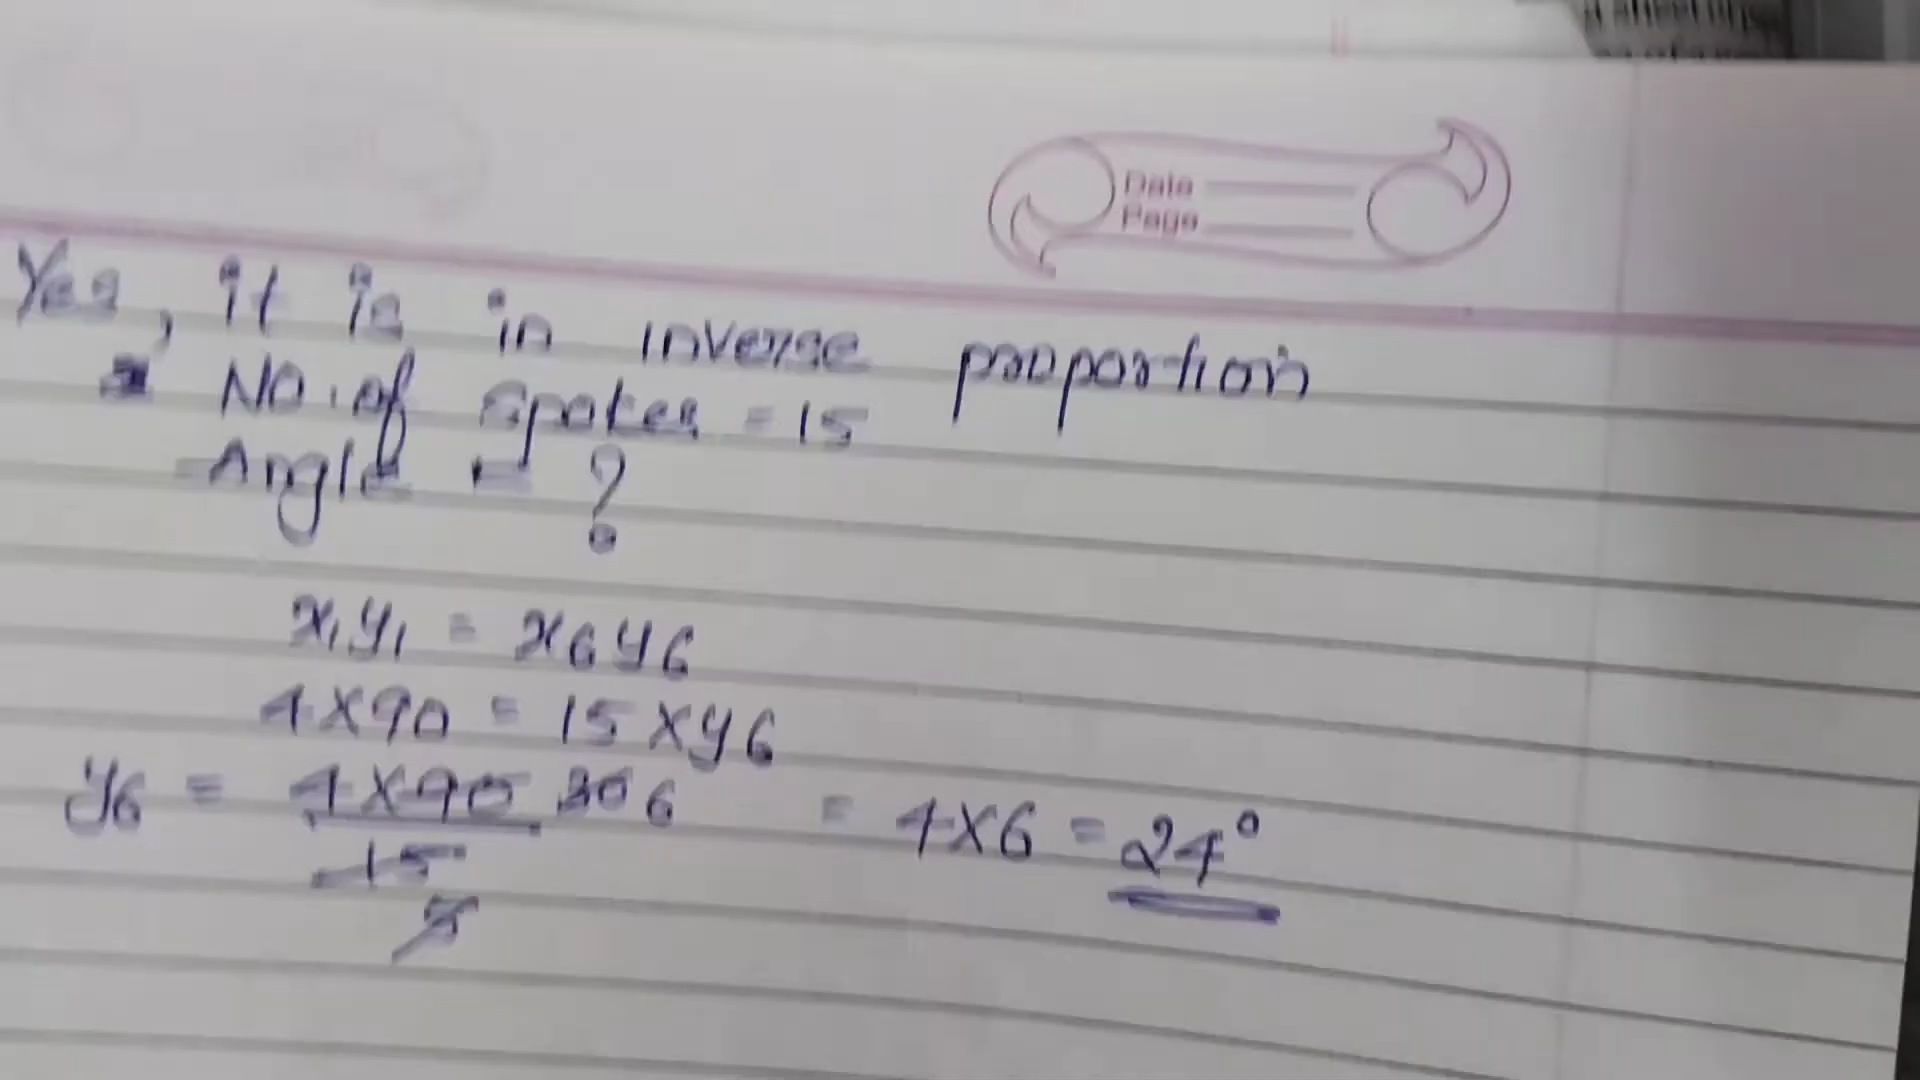 Date
Page
Yes, it is in inverse proportion
No. of spokes = 15
Angle = ?
x₁y₁ = x₆y₆
4×90 = 15×y₆
y₆ = 4×90 30 6 = 4×6 = 24°
15
5